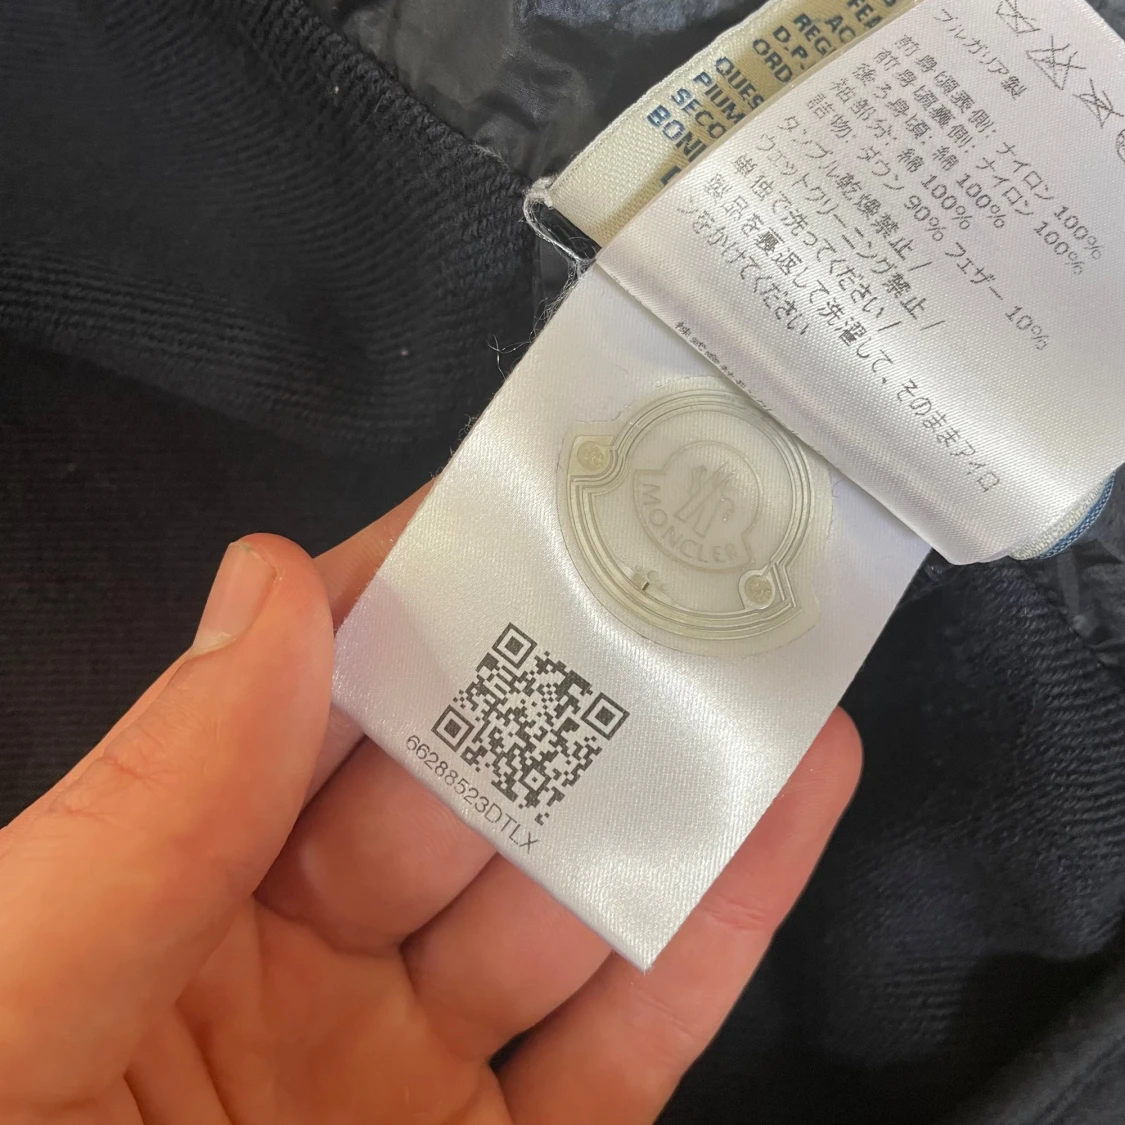 FEA
AC
REG
D.P.
ORD
QUES
PIUM
SECO
BONI
ブルガリア製
前身頃表側: ナイロン 100%
前身頃裏側: ナイロン 100%
後ろ身頃: 綿 100%
袖部分: 綿 100%
詰物: ダウン 90% フェザー 10%
タンブル乾燥禁止 /
ウェットクリーニング禁止 /
単独で洗ってください /
製品を裏返して洗濯して、そのままアイロ
ンをかけてください
MONCLER
66288523DTLX